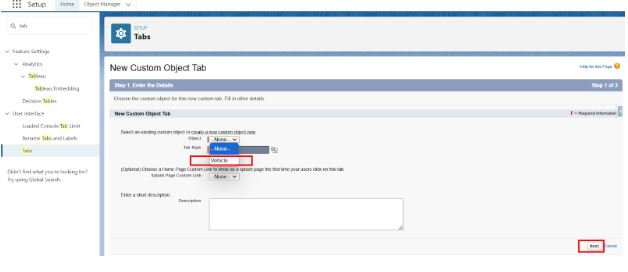 Setup Home Object Manager
tab
SETUP
Tabs
Feature Settings
Analytics
Tableau
Tableau Embedding
Decision Tables
User Interface
Loaded Console Tab Limit
Rename Tabs and Labels
Tabs
Didn't find what you're looking for?
Try using Global Search.
New Custom Object Tab
Help for this Page
Step 1. Enter the Details
Step 1 of 3
Choose the custom object for this new custom tab. Fill in other details.
New Custom Object Tab
= Required Information
Select an existing custom object or create a new custom object now.
Object --None--
Tab Style --None--
Vehicle
(Optional) Choose a Home Page Custom Link to show as a splash page the first time your users click on this tab.
Splash Page Custom Link --None--
Enter a short description.
Description
Next Cancel